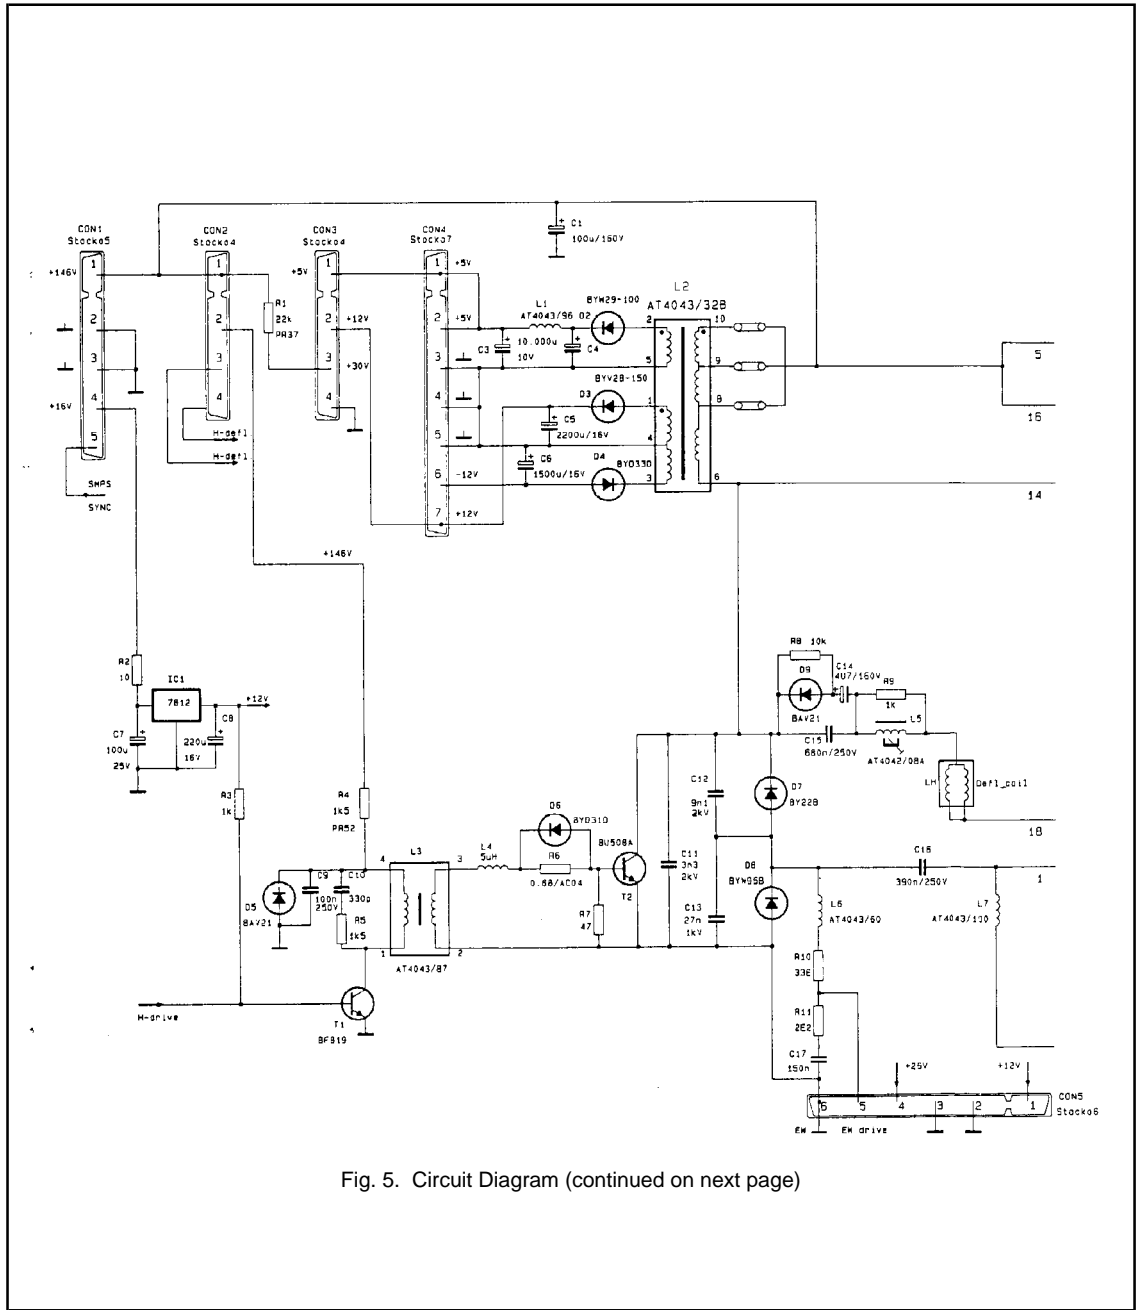 CON1
Stocko5
CON2
Stocko4
CON3
Stocko4
CON4
Stocko7
C1
100u/160V
+146V
1
2
3
4
5
+16V
SMPS
SYNC
1
2
3
4
H-defl
H-defl
R1
22k
PR37
+5V
+12V
+30V
1
2
3
4
1
2
3
4
5
6
7
+5V
+5V
-12V
+12V
L1
AT4043/96
D2
BYW29-100
C3
10.000u
10V
C4
BYV28-150
D3
C5
2200u/16V
C6
1500u/16V
D4
BYD33D
L2
AT4043/32B
2
5
1
4
3
10
9
8
6
5
16
14
+146V
R2
10
IC1
7812
+12V
C7
100u
25V
C8
220u
16V
R3
1k
R4
1k5
PR52
D5
BAV21
C9
100n
250V
C10
330p
R5
1k5
L3
4
3
1
2
AT4043/87
H-drive
T1
BF819
L4
5uH
D6
BYD31D
R6
0.68/AC04
R7
47
BU508A
T2
C11
3n3
2kV
C12
9n1
2kV
C13
27n
1kV
D7
BY228
D8
BYW95B
R8 10k
D9
BAV21
C14
4U7/160V
R9
1k
L5
C15
680n/250V
AT4042/08A
LH
Defl_coil
18
C16
390n/250V
1
L6
AT4043/60
L7
AT4043/100
R10
33E
R11
2E2
C17
150n
+25V
+12V
6
5
4
3
2
1
CON5
Stocko6
EW
EW drive
Fig. 5. Circuit Diagram (continued on next page)